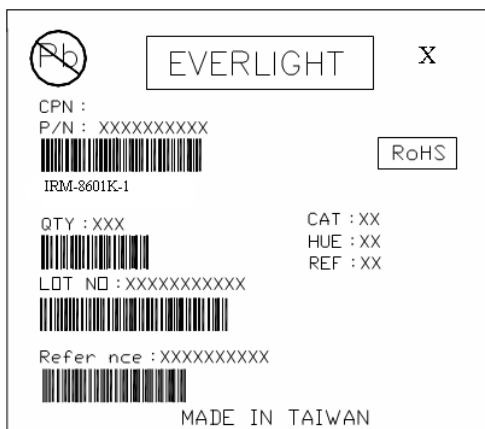 Pb
EVERLIGHT
X
CPN :
P/N : XXXXXXXXXX
RoHS
IRM-8601K-1
QTY : XXX
CAT : XX
HUE : XX
REF : XX
LOT NO : XXXXXXXXXXX
Refer nce : XXXXXXXXXX
MADE IN TAIWAN